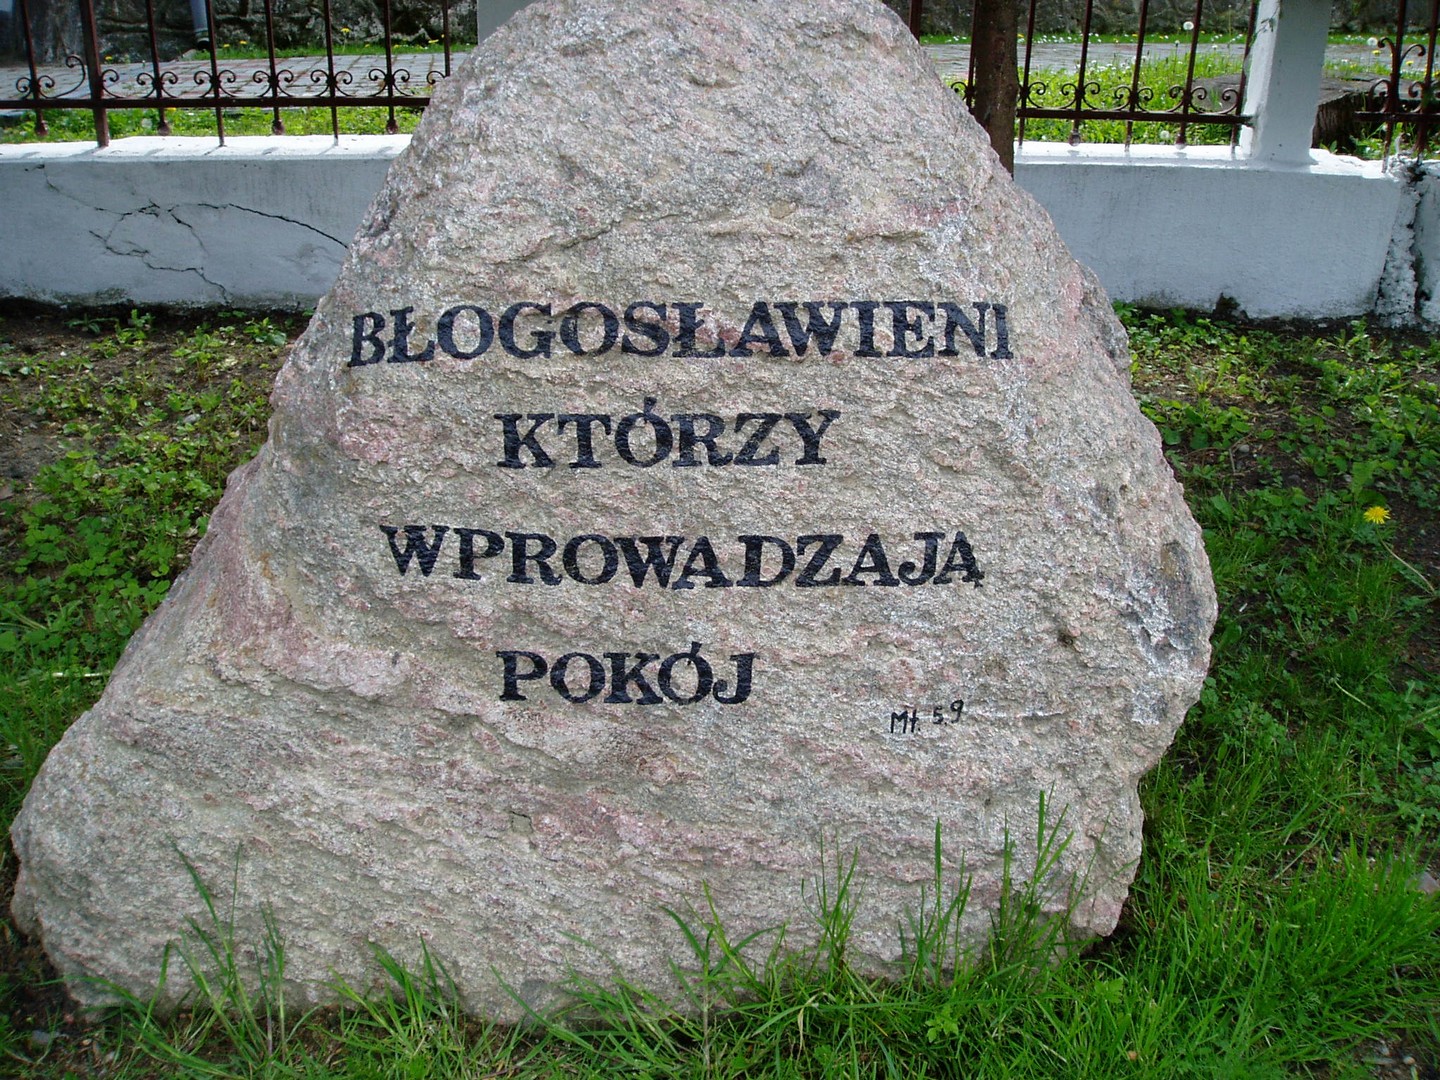 BŁOGOSŁAWIENI
KTÓRZY
WPROWADZAJĄ
POKÓJ
Mt. 5.9